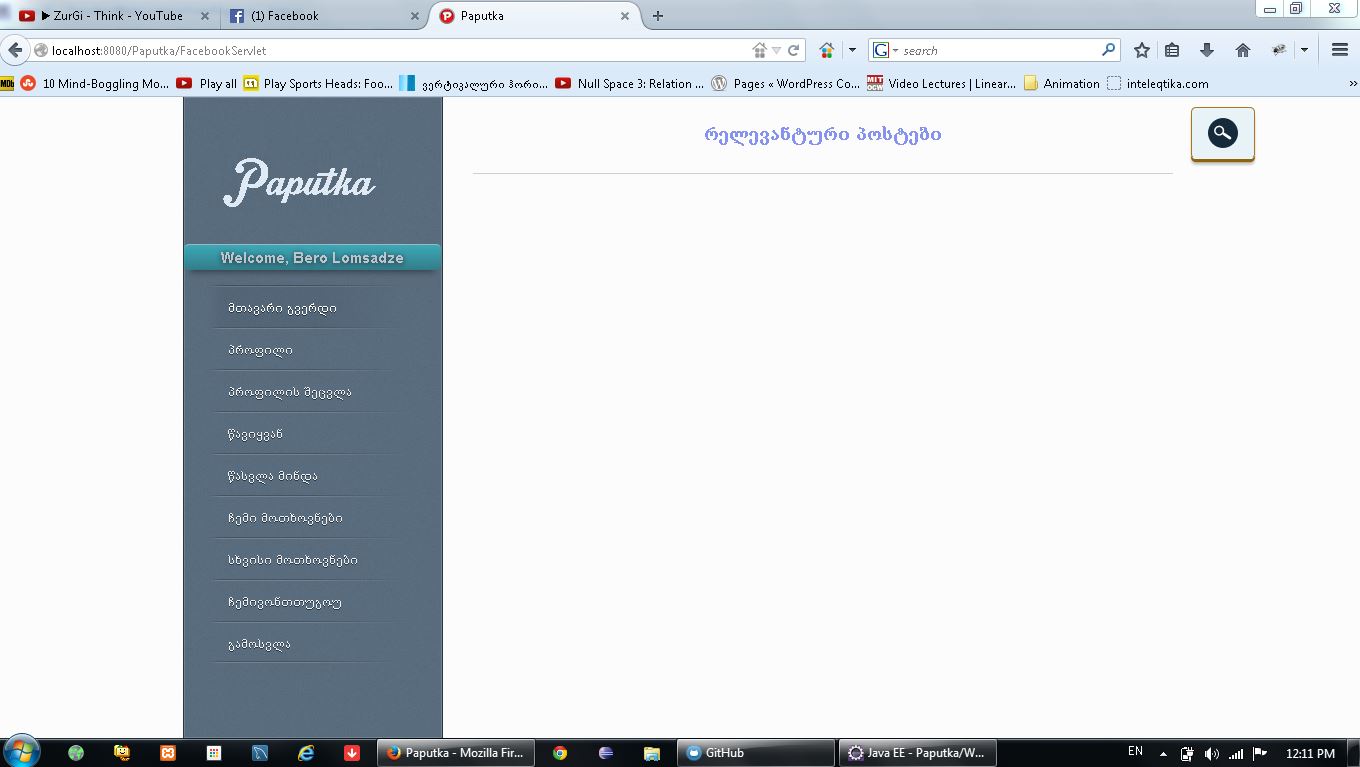 ▶ ZurGi - Think - YouTube
(1) Facebook
Paputka
localhost:8080/Paputka/FacebookServlet
search
10 Mind-Boggling Mo...
Play all
Play Sports Heads: Foo...
ვერტიკალური ჰორი...
Null Space 3: Relation ...
Pages « WordPress Co...
Video Lectures | Linear...
Animation
inteleqtika.com
Paputka
რელევანტური პოსტები
Welcome, Bero Lomsadze
მთავარი გვერდი
პროფილი
პროფილის შეცვლა
წავიყვან
წასვლა მინდა
ჩემი მოთხოვნები
სხვისი მოთხოვნები
ჩემივონთთუგოუ
გამოსვლა
Paputka - Mozilla Fir...
GitHub
Java EE - Paputka/W...
EN
12:11 PM